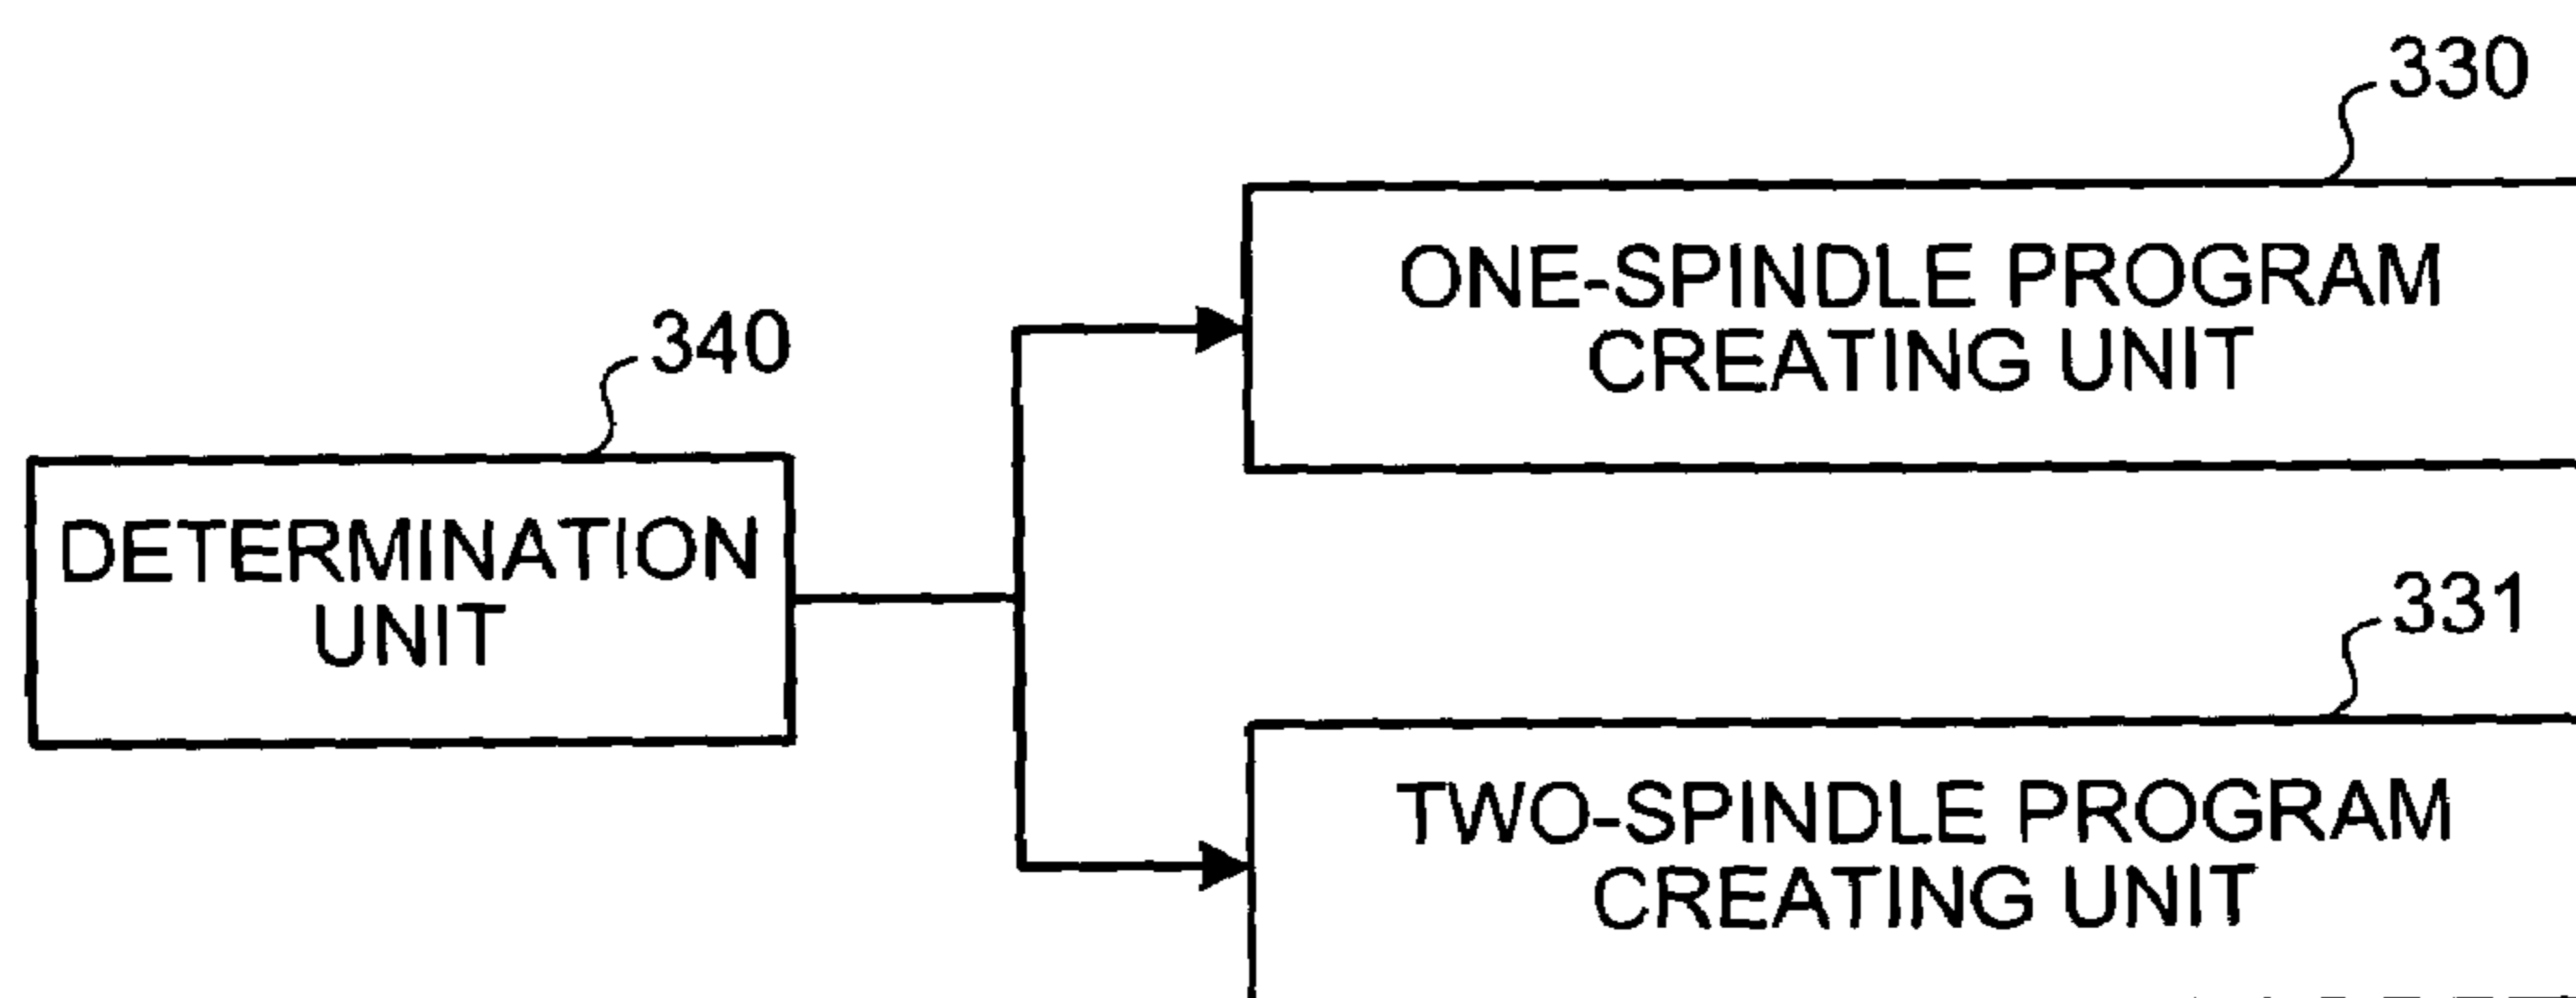 330
ONE-SPINDLE PROGRAM
CREATING UNIT
340
DETERMINATION
UNIT
331
TWO-SPINDLE PROGRAM
CREATING UNIT